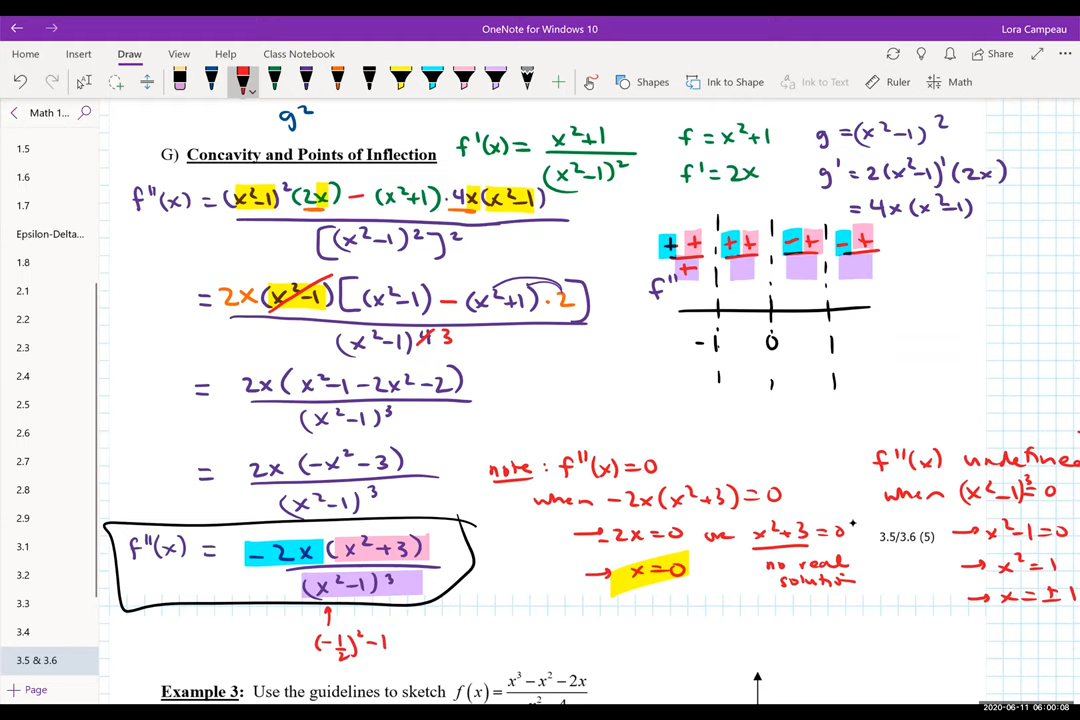 OneNote for Windows 10
Lora Campeau
Home Insert Draw View Help Class Notebook
Share
Shapes Ink to Shape Ink to Text Ruler Math
Math 1...
1.5
1.6
1.7
Epsilon-Delta...
1.8
2.1
2.2
2.3
2.4
2.5
2.6
2.7
2.8
2.9
3.1
3.2
3.3
3.4
3.5 & 3.6
+ Page
g²
G) Concavity and Points of Inflection
f'(x) = (x²+1)/(x²-1)²
f = x²+1
f' = 2x
g = (x²-1)²
g' = 2(x²-1)'(2x)
= 4x(x²-1)
f''(x) = ((x²-1)²(2x) - (x²+1)·4x(x²-1))/[(x²-1)²]²
= 2x(x²-1)[(x²-1) - (x²+1)·2]/(x²-1)⁴ 3
= 2x(x²-1-2x²-2)/(x²-1)³
= 2x(-x²-3)/(x²-1)³
f''(x) = -2x(x²+3)/(x²-1)³
(-1/2)²-1
+ + + + - + - +
+
f''
-1 0 1
note: f''(x)=0
when -2x(x²+3)=0
→ -2x=0 or x²+3=0
→ x=0
no real
solution
f''(x) undefined
when (x²-1)³=0
3.5/3.6 (5)
→ x²-1=0
→ x²=1
→ x=±1
Example 3: Use the guidelines to sketch f(x) = (x³ - x² - 2x)/(x² - 4)
2020-06-11 06:00:08